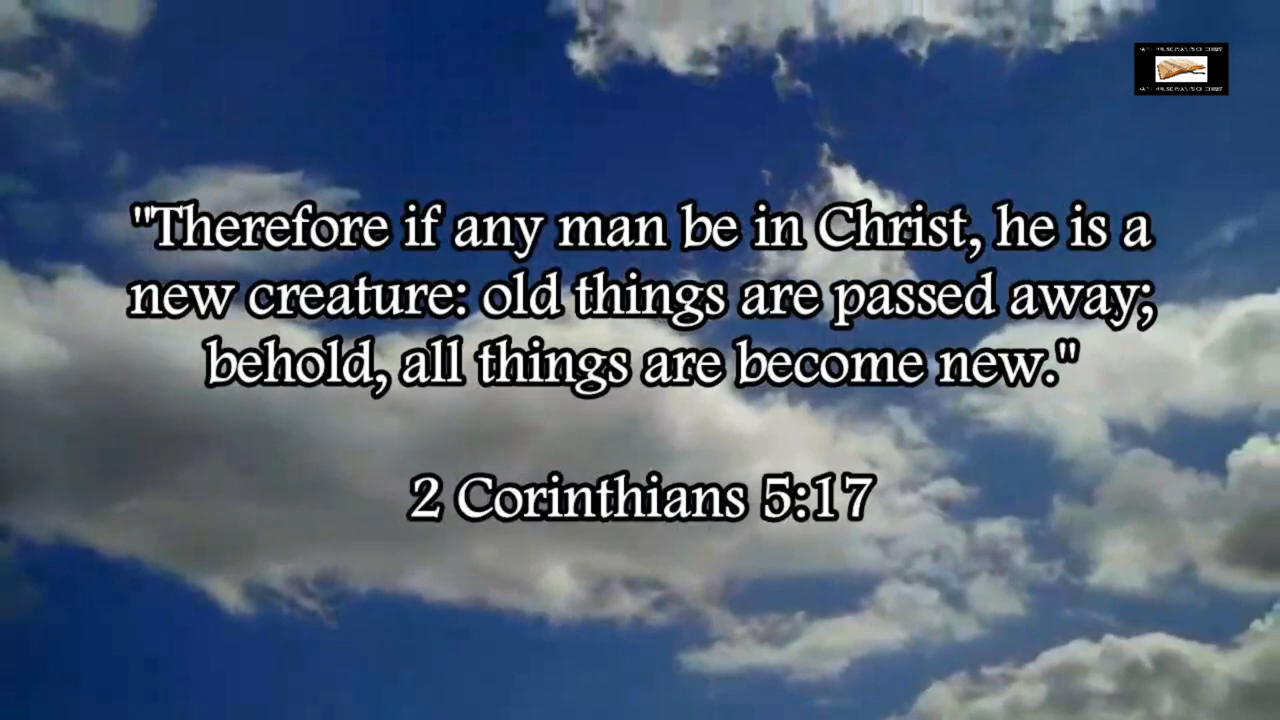 "Therefore if any man be in Christ, he is a
new creature: old things are passed away;
behold, all things are become new."
2 Corinthians 5:17